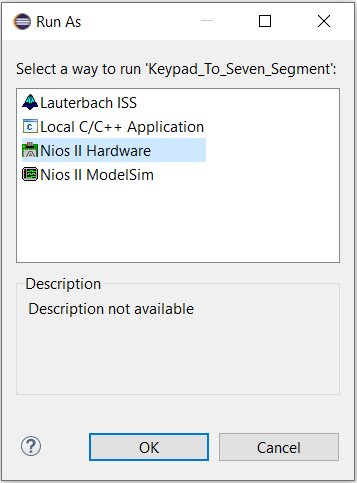 Run As
Select a way to run 'Keypad_To_Seven_Segment':
Lauterbach ISS
Local C/C++ Application
Nios II Hardware
Nios II ModelSim
Description
Description not available
OK
Cancel